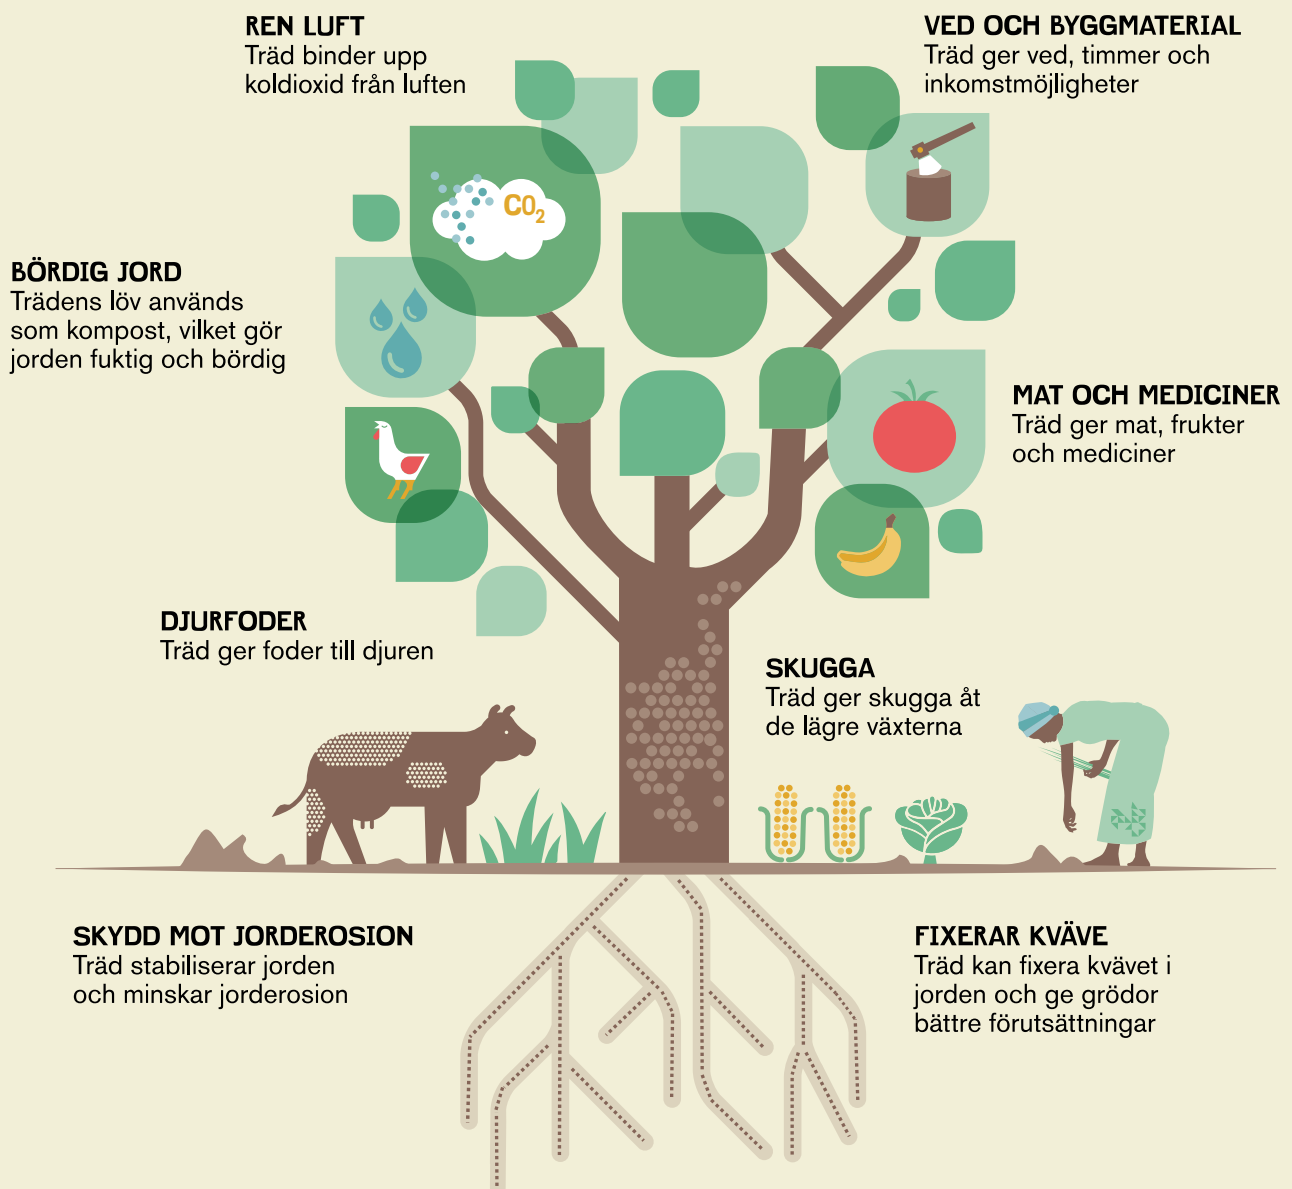 REN LUFT
Träd binder upp
koldioxid från luften
VED OCH BYGGMATERIAL
Träd ger ved, timmer och
inkomstmöjligheter
CO₂
BÖRDIG JORD
Trädens löv används
som kompost, vilket gör
jorden fuktig och bördig
MAT OCH MEDICINER
Träd ger mat, frukter
och mediciner
DJURFODER
Träd ger foder till djuren
SKUGGA
Träd ger skugga åt
de lägre växterna
SKYDD MOT JORDEROSION
Träd stabiliserar jorden
och minskar jorderosion
FIXERAR KVÄVE
Träd kan fixera kvävet i
jorden och ge grödor
bättre förutsättningar